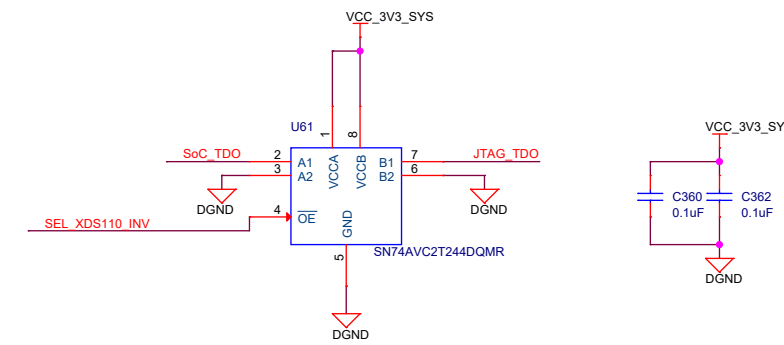 VCC_3V3_SYS
U61
1
8
SoC_TDO
2
A1
VCCA
VCCB
B1
7
JTAG_TDO
3
A2
B2
6
DGND
DGND
SEL_XDS110_INV
4
OE
GND
5
SN74AVC2T244DQMR
DGND
VCC_3V3_SY
C360
0.1uF
C362
0.1uF
DGND